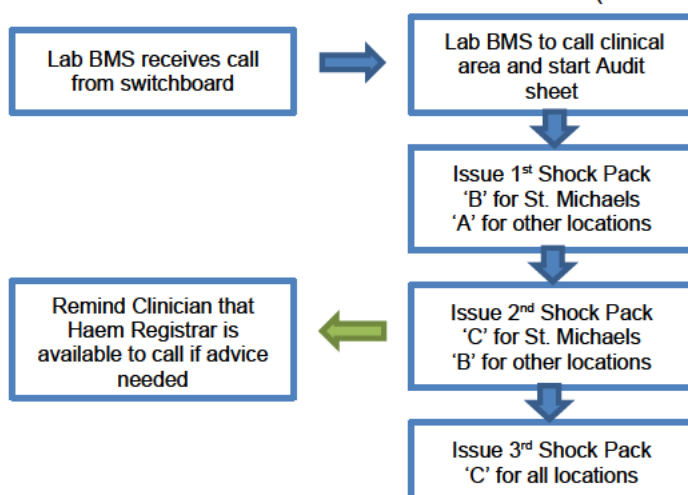 Lab BMS receives call
from switchboard
Lab BMS to call clinical
area and start Audit
sheet
Issue 1st Shock Pack
‘B’ for St. Michaels
‘A’ for other locations
Remind Clinician that
Haem Registrar is
available to call if advice
needed
Issue 2nd Shock Pack
‘C’ for St. Michaels
‘B’ for other locations
Issue 3rd Shock Pack
‘C’ for all locations